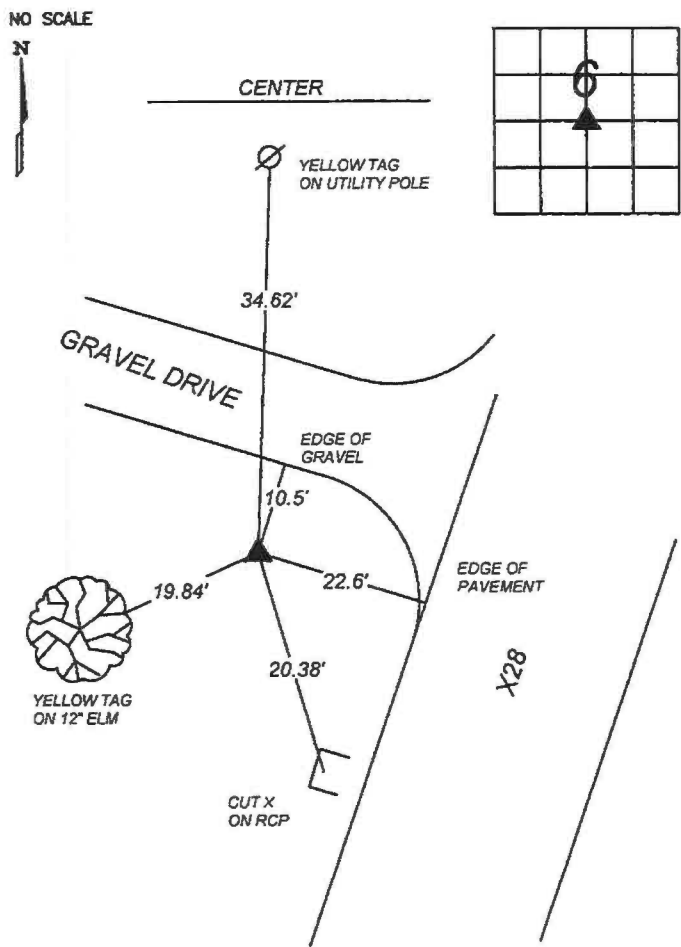 NO SCALE
N
CENTER
6
YELLOW TAG
ON UTILITY POLE
34.62'
GRAVEL DRIVE
EDGE OF
GRAVEL
10.5'
EDGE OF
PAVEMENT
22.6'
19.84'
20.38'
X28
YELLOW TAG
ON 12" ELM
CUT X
ON RCP